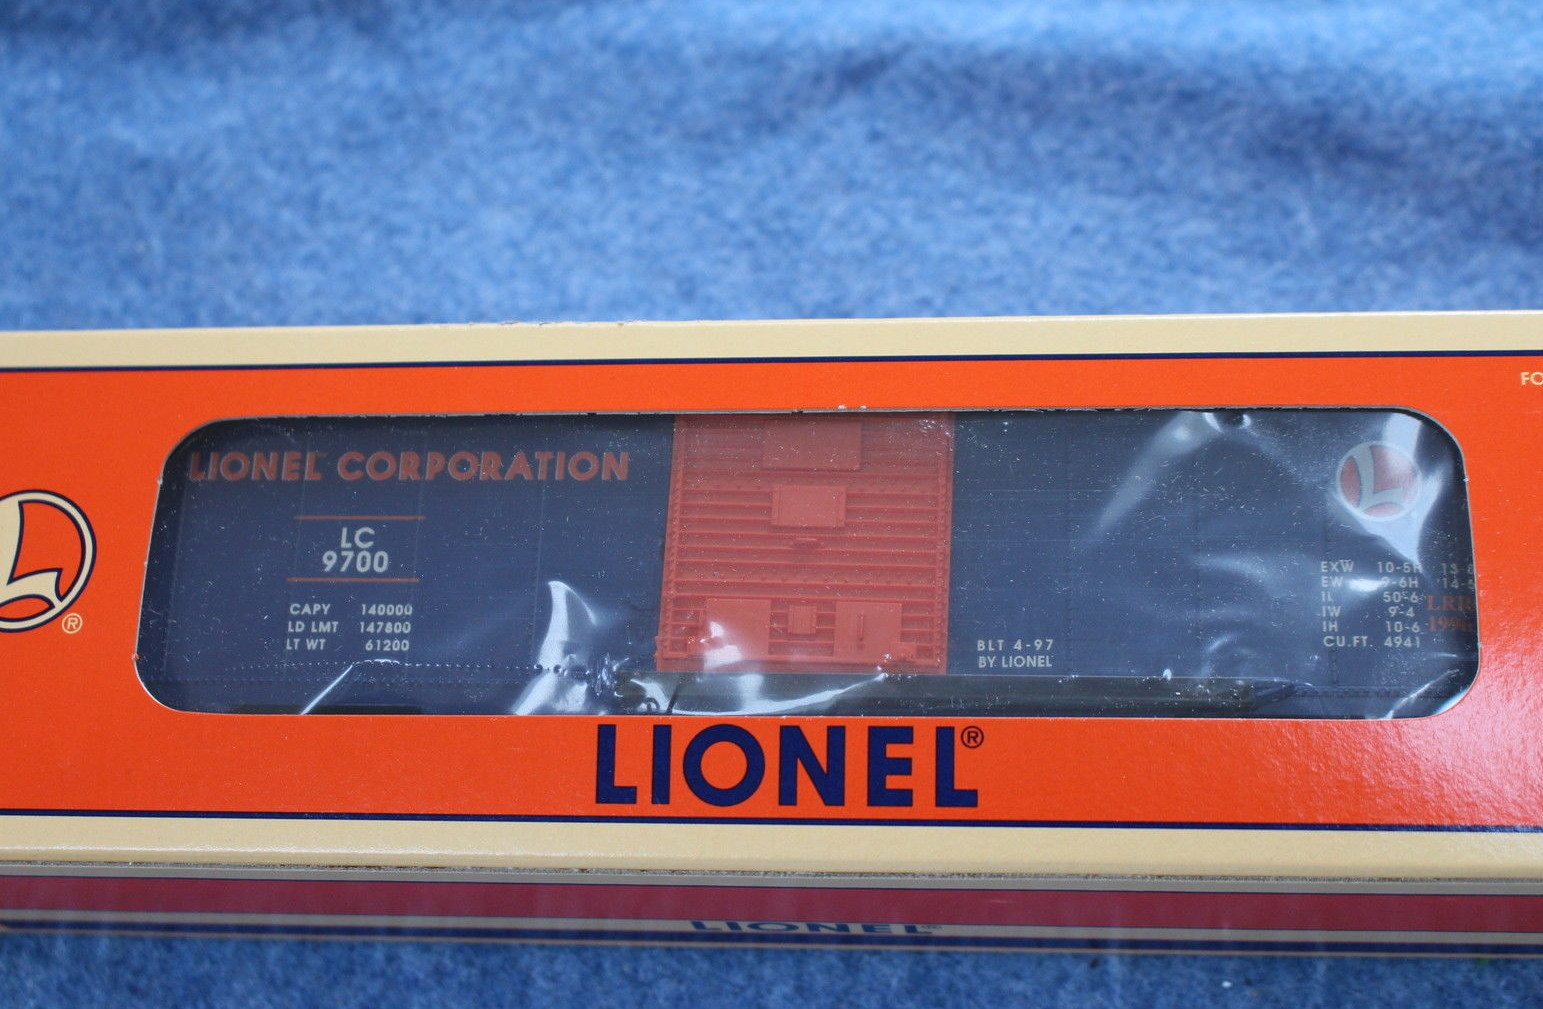 LIONEL CORPORATION
LC
9700
CAPY 140000
LD LMT 147800
LT WT 61200
BLT 4-97
BY LIONEL
L
EXW 10-5H
EW 9-6H
IL 50-6
IW 9-4
IH 10-6
CU.FT. 4941
L®
LIONEL®
LIONEL®